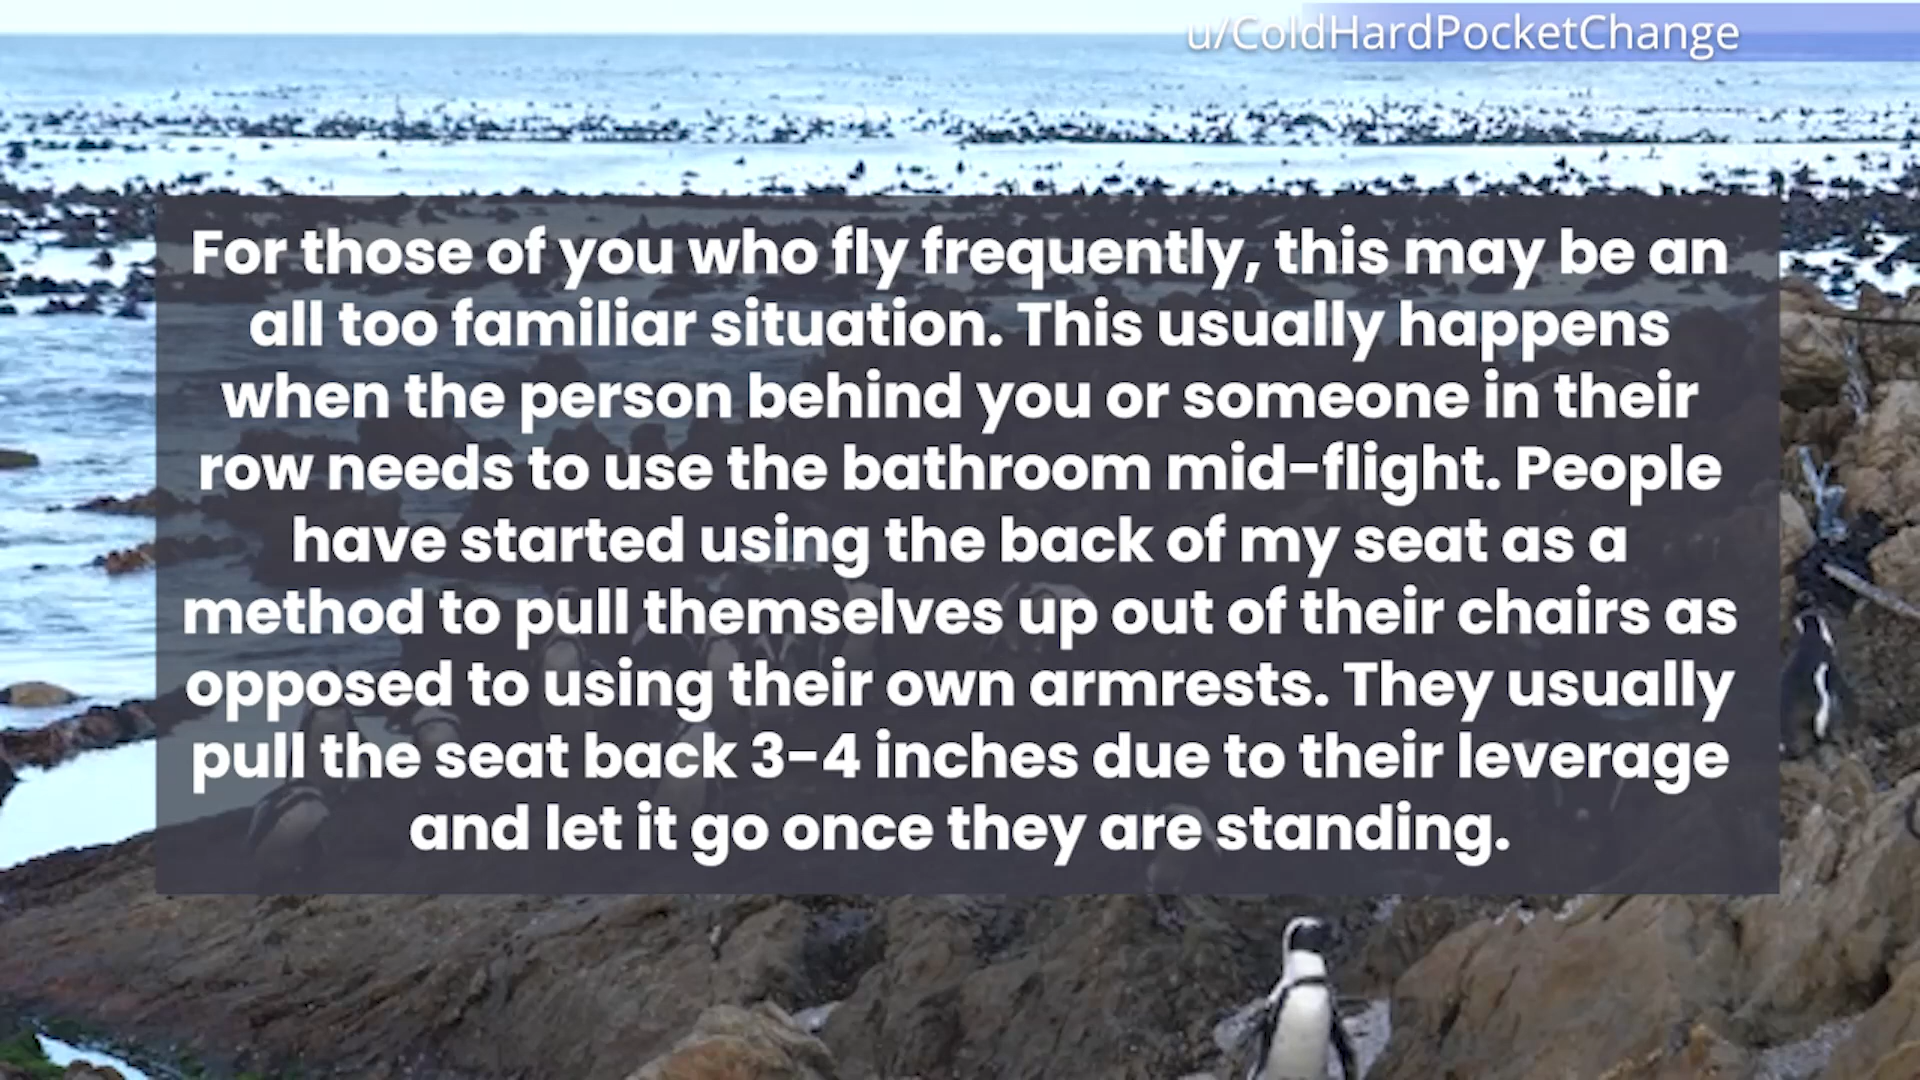 u/ColdHardPocketChange
For those of you who fly frequently, this may be an
all too familiar situation. This usually happens
when the person behind you or someone in their
row needs to use the bathroom mid-flight. People
have started using the back of my seat as a
method to pull themselves up out of their chairs as
opposed to using their own armrests. They usually
pull the seat back 3-4 inches due to their leverage
and let it go once they are standing.